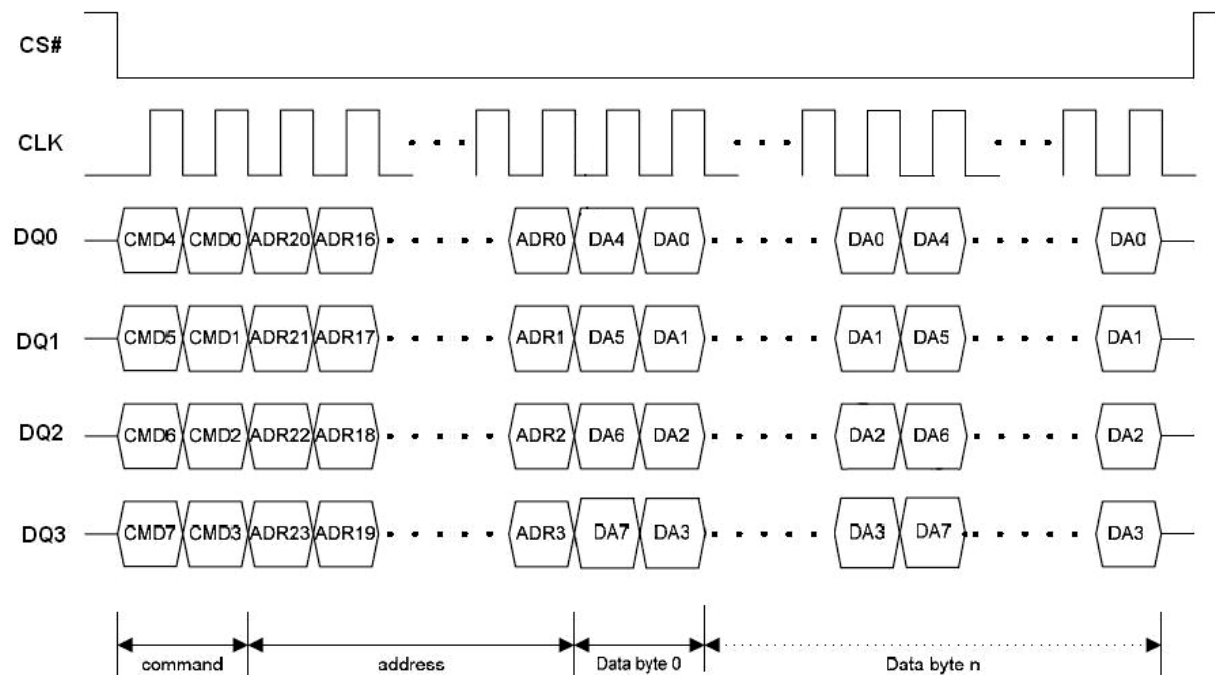 CS#
CLK
DQ0 CMD4 CMD0 ADR20 ADR16 ADR0 DA4 DA0 DA0 DA4 DA0
DQ1 CMD5 CMD1 ADR21 ADR17 ADR1 DA5 DA1 DA1 DA5 DA1
DQ2 CMD6 CMD2 ADR22 ADR18 ADR2 DA6 DA2 DA2 DA6 DA2
DQ3 CMD7 CMD3 ADR23 ADR19 ADR3 DA7 DA3 DA3 DA7 DA3
command address Data byte 0 Data byte n